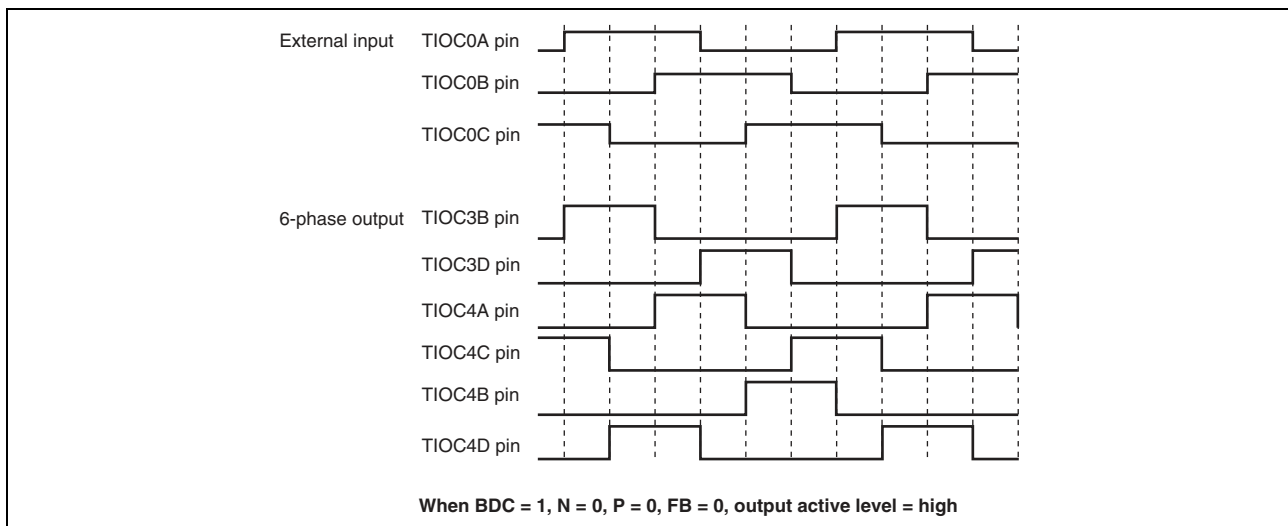 External input TIOC0A pin
TIOC0B pin
TIOC0C pin
6-phase output TIOC3B pin
TIOC3D pin
TIOC4A pin
TIOC4C pin
TIOC4B pin
TIOC4D pin
When BDC = 1, N = 0, P = 0, FB = 0, output active level = high